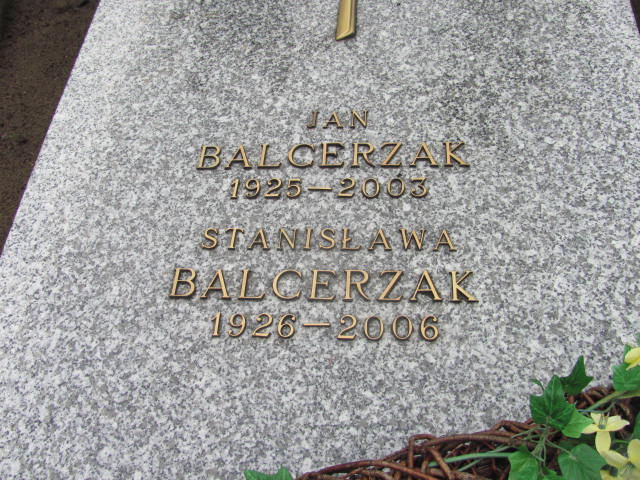 JAN
BALCERZAK
1925–2003
STANISŁAWA
BALCERZAK
1926–2006